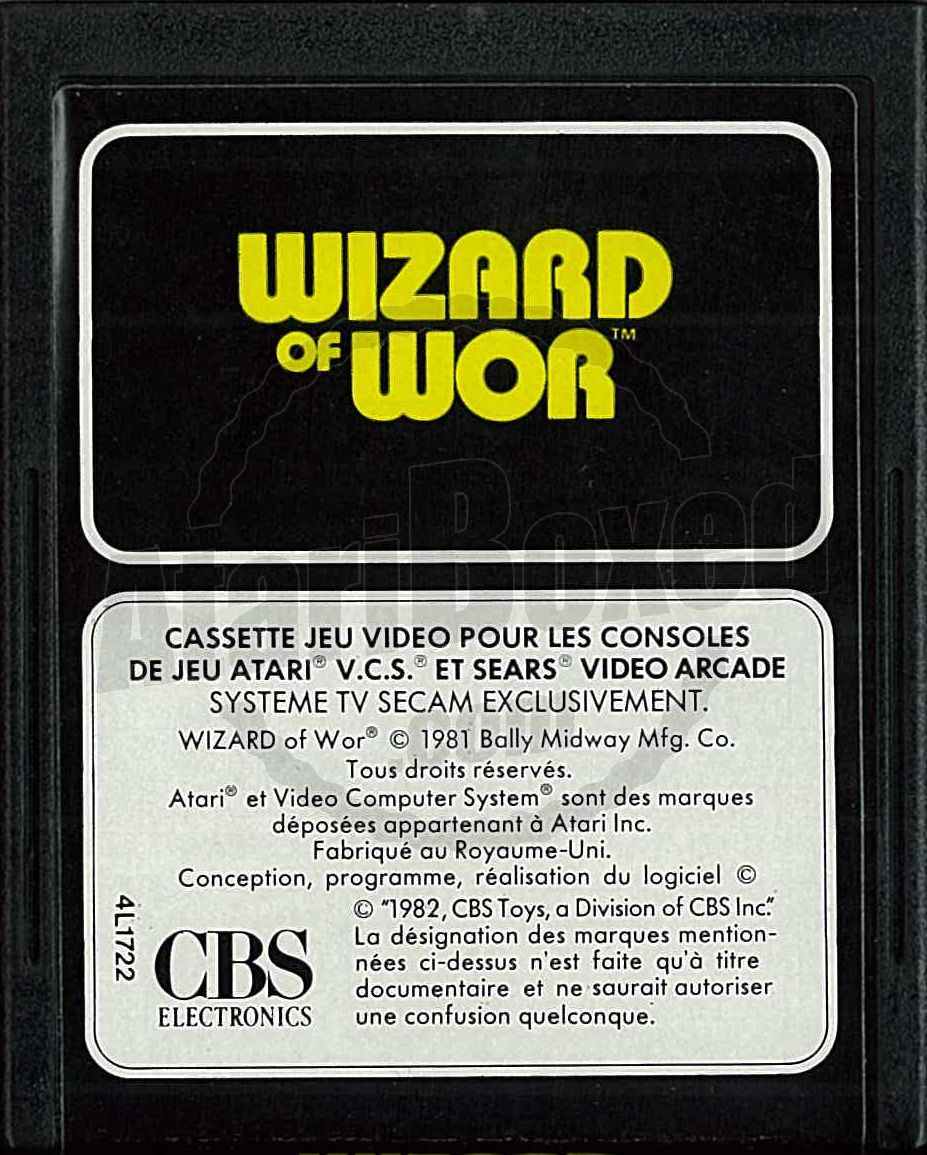 WIZARD
OF WOR™
CASSETTE JEU VIDEO POUR LES CONSOLES
DE JEU ATARI® V.C.S.® ET SEARS® VIDEO ARCADE
SYSTEME TV SECAM EXCLUSIVEMENT.
WIZARD of Wor® © 1981 Bally Midway Mfg. Co.
Tous droits réservés.
Atari® et Video Computer System® sont des marques
déposées appartenant à Atari Inc.
Fabriqué au Royaume-Uni.
Conception, programme, réalisation du logiciel ©
© "1982, CBS Toys, a Division of CBS Inc."
La désignation des marques mention-
nées ci-dessus n'est faite qu'à titre
documentaire et ne saurait autoriser
une confusion quelconque.
4L1722
CBS
ELECTRONICS
AtariBoxed
.com